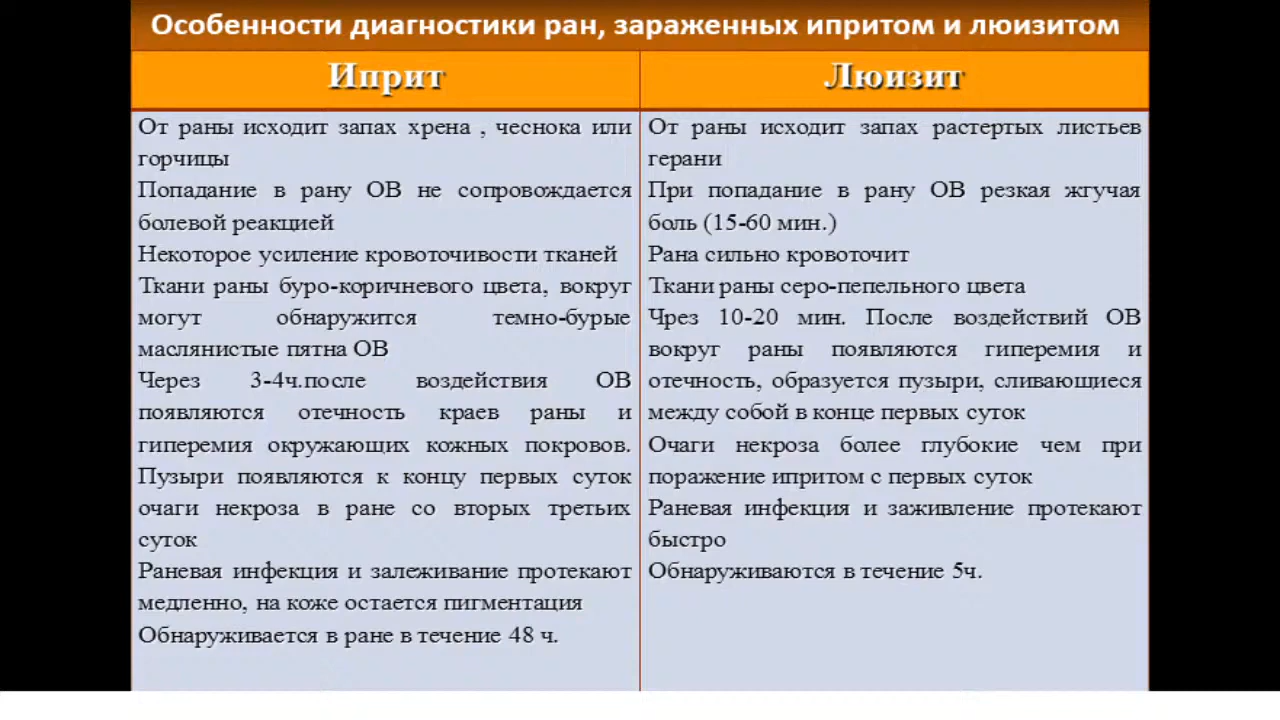 Особенности диагностики ран, зараженных ипритом и люизитом
Иприт
Люизит
От раны исходит запах хрена , чеснока или
горчицы
Попадание в рану ОВ не сопровождается
болевой реакцией
Некоторое усиление кровоточивости тканей
Ткани раны буро-коричневого цвета, вокруг
могут обнаружится темно-бурые
маслянистые пятна ОВ
Через 3-4ч.после воздействия ОВ
появляются отечность краев раны и
гиперемия окружающих кожных покровов.
Пузыри появляются к концу первых суток
очаги некроза в ране со вторых третьих
суток
Раневая инфекция и залеживание протекают
медленно, на коже остается пигментация
Обнаруживается в ране в течение 48 ч.
От раны исходит запах растертых листьев
герани
При попадание в рану ОВ резкая жгучая
боль (15-60 мин.)
Рана сильно кровоточит
Ткани раны серо-пепельного цвета
Чрез 10-20 мин. После воздействий ОВ
вокруг раны появляются гиперемия и
отечность, образуется пузыри, сливающиеся
между собой в конце первых суток
Очаги некроза более глубокие чем при
поражение ипритом с первых суток
Раневая инфекция и заживление протекают
быстро
Обнаруживаются в течение 5ч.